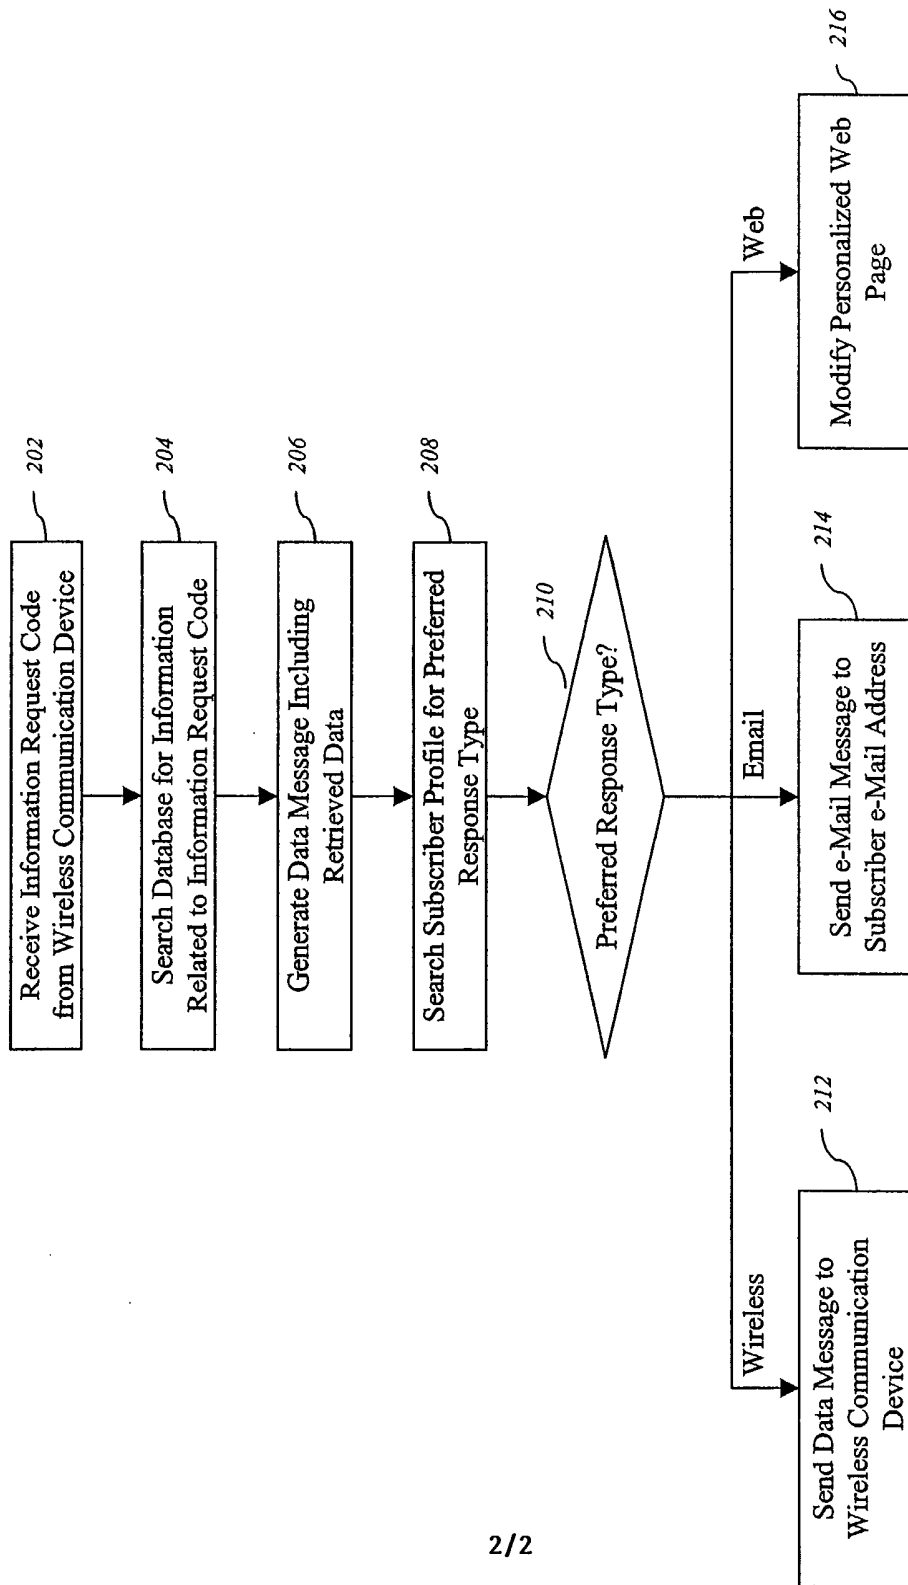 Receive Information Request Code
from Wireless Communication Device
202
Search Database for Information
Related to Information Request Code
204
Generate Data Message Including
Retrieved Data
206
Search Subscriber Profile for Preferred
Response Type
208
Preferred Response Type?
210
Wireless
Email
Web
Send Data Message to
Wireless Communication
Device
212
Send e-Mail Message to
Subscriber e-Mail Address
214
Modify Personalized Web
Page
216
2/2